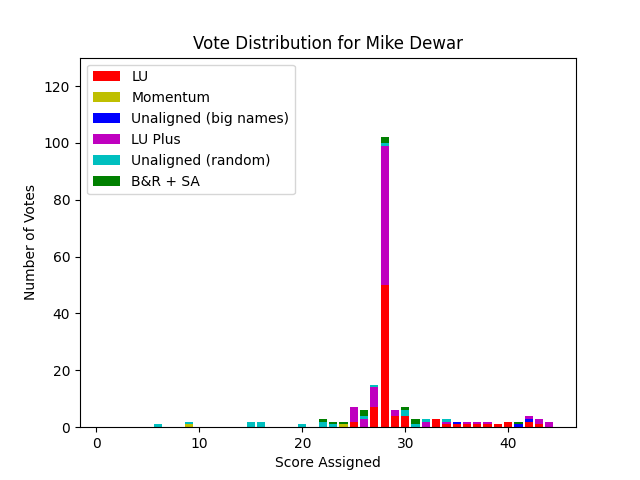 Vote Distribution for Mike Dewar
LU
Momentum
Unaligned (big names)
LU Plus
Unaligned (random)
B&R + SA
120
100
80
60
40
20
0
Number of Votes
0 10 20 30 40
Score Assigned